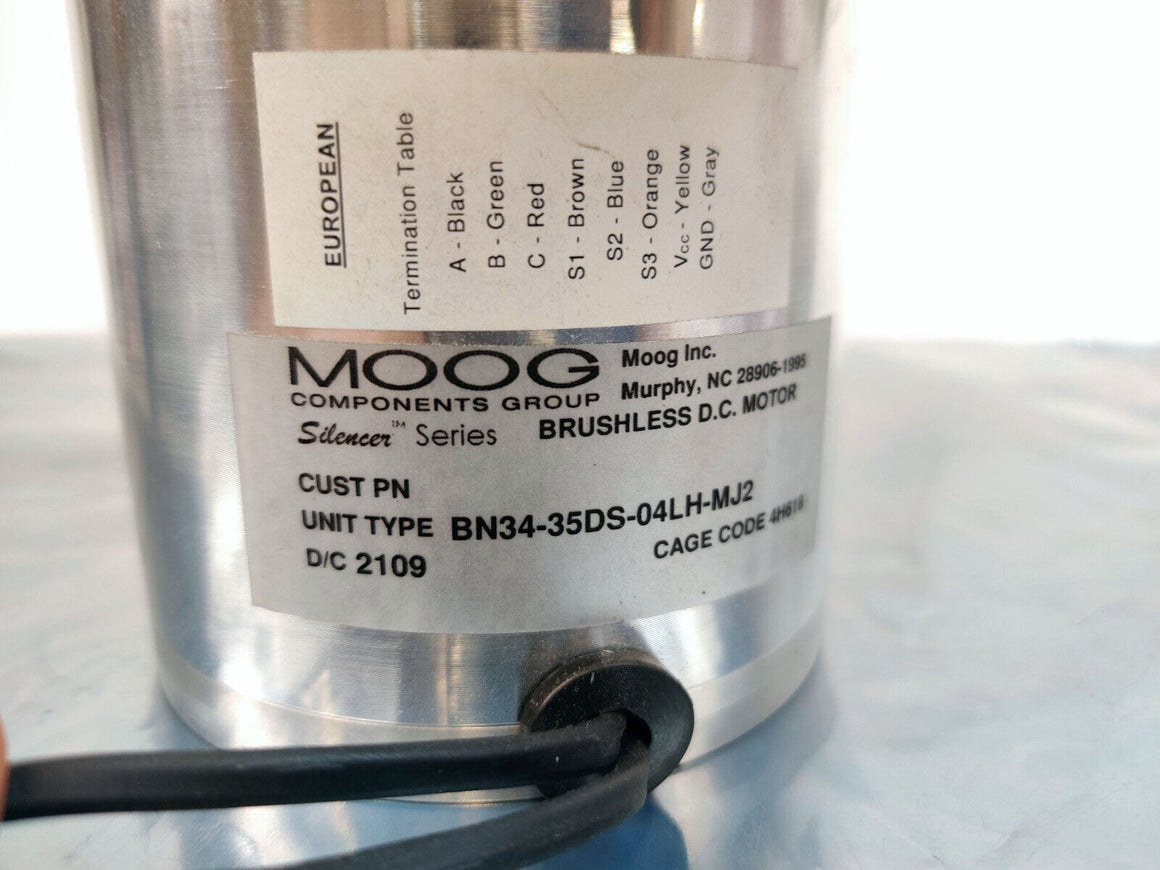 EUROPEAN
Termination Table
A - Black
B - Green
C - Red
S1 - Brown
S2 - Blue
S3 - Orange
Vcc - Yellow
GND - Gray
MOOG
COMPONENTS GROUP
Moog Inc.
Murphy, NC 28906-1995
Silencer™ Series
BRUSHLESS D.C. MOTOR
CUST PN
UNIT TYPE BN34-35DS-04LH-MJ2
D/C 2109
CAGE CODE 4H618